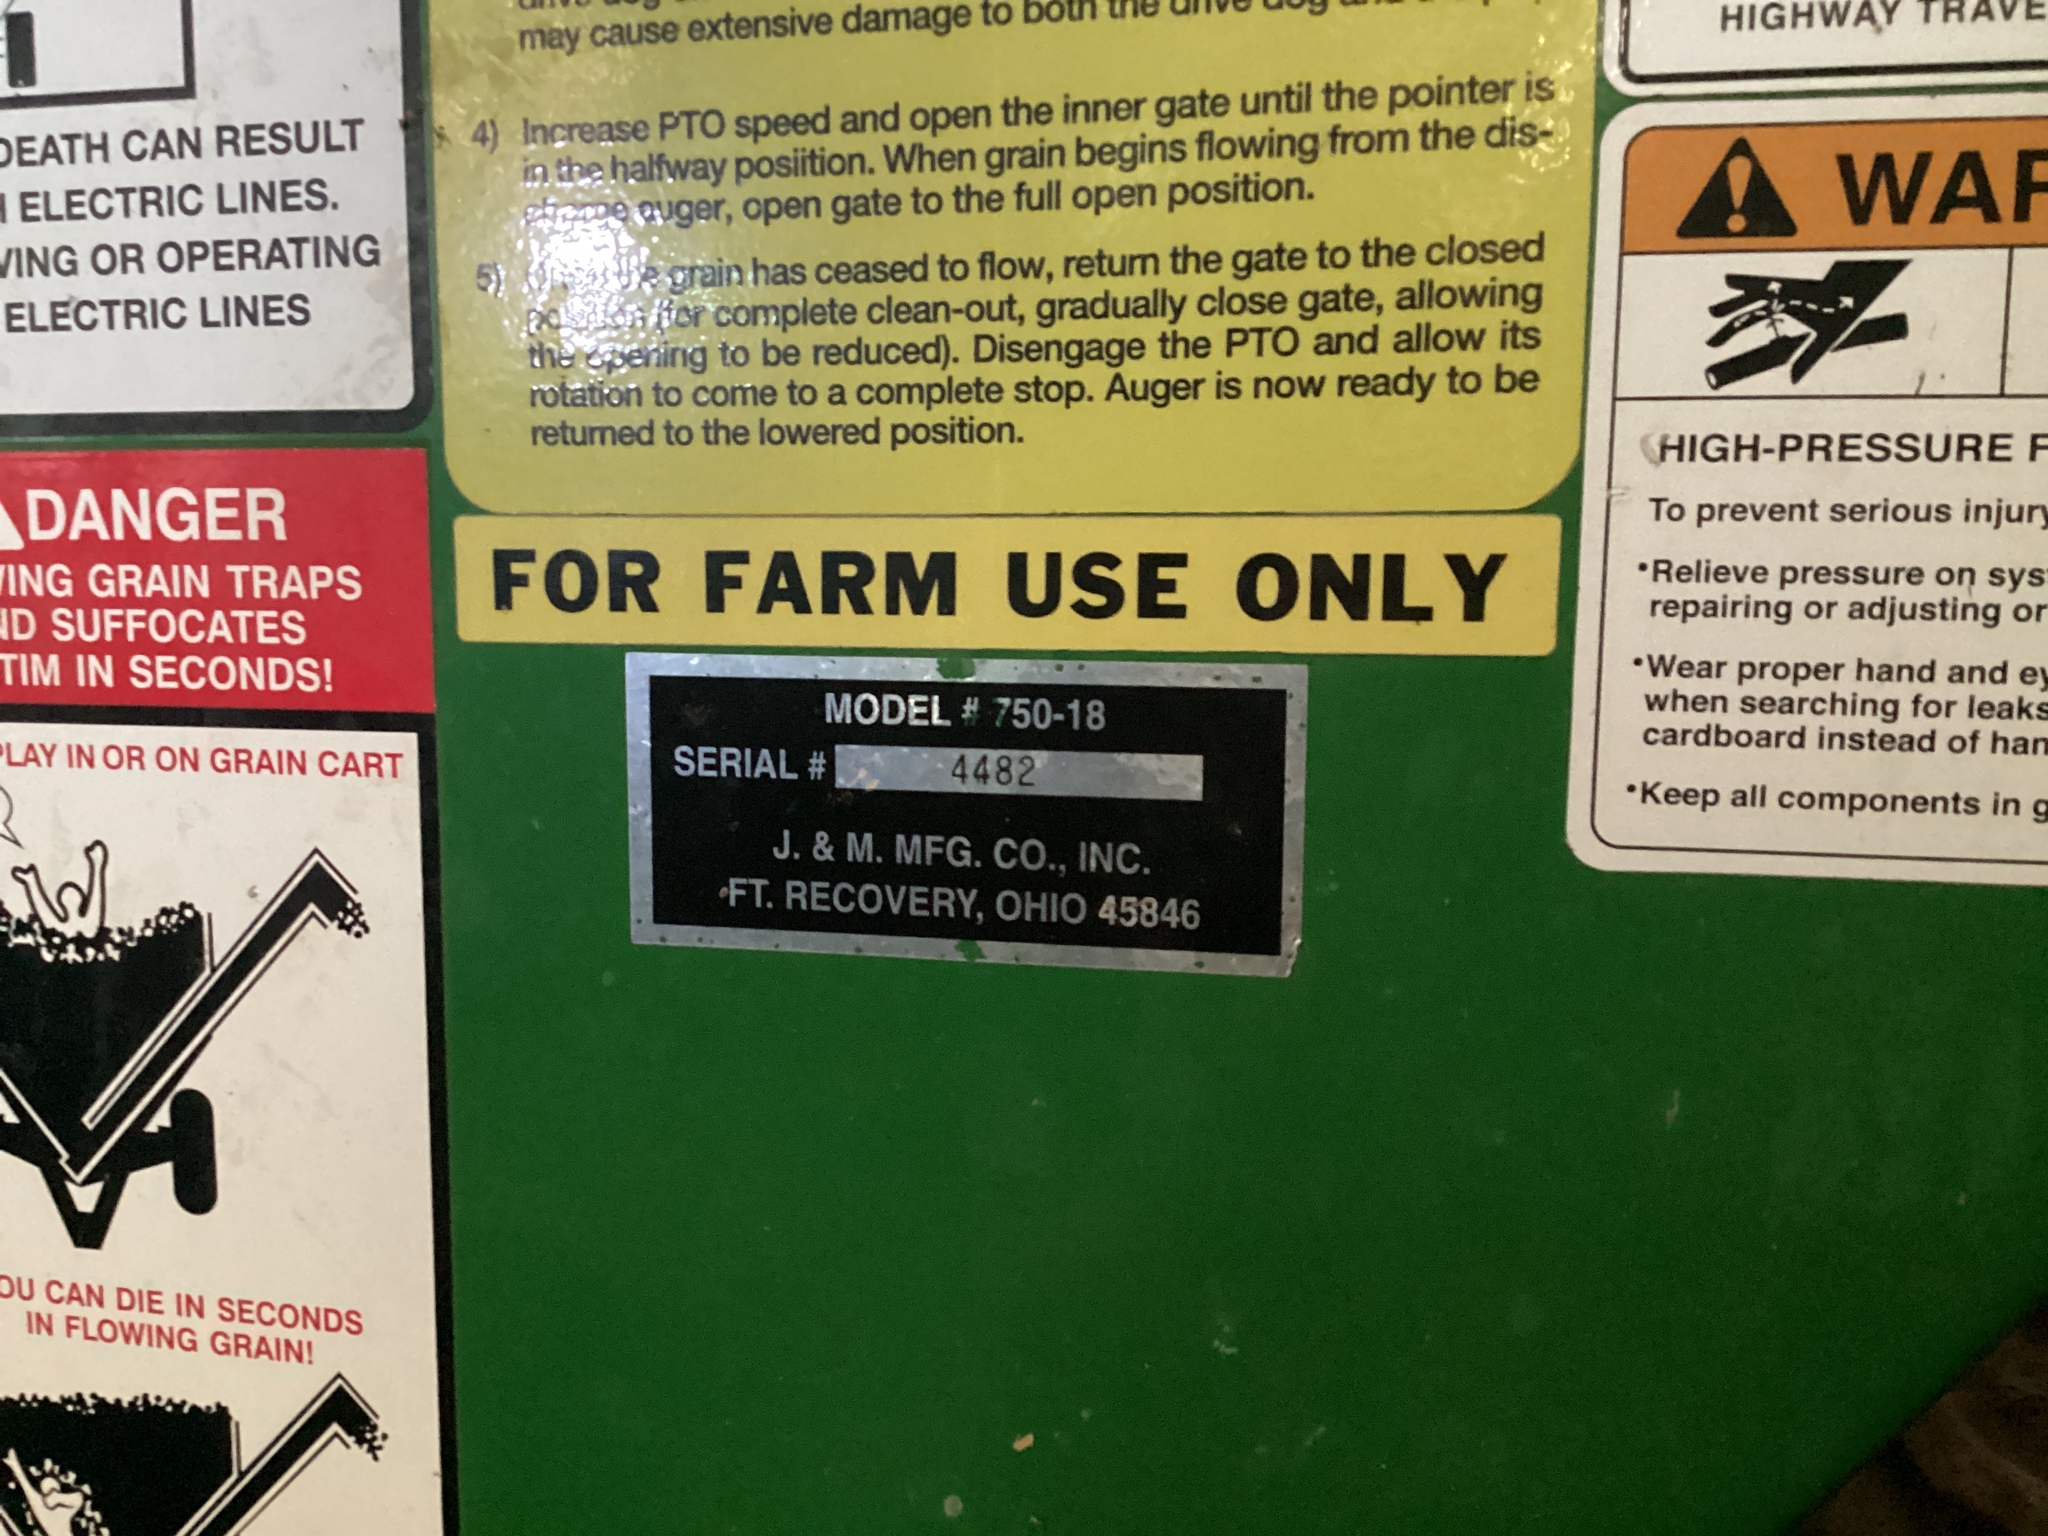 may cause extensive damage to both the drive dog
HIGHWAY TRAVE
DEATH CAN RESULT
ELECTRIC LINES.
VING OR OPERATING
ELECTRIC LINES
4) Increase PTO speed and open the inner gate until the pointer is
in the halfway posiition. When grain begins flowing from the dis-
charge auger, open gate to the full open position.
5) the grain has ceased to flow, return the gate to the closed
position (for complete clean-out, gradually close gate, allowing
the opening to be reduced). Disengage the PTO and allow its
rotation to come to a complete stop. Auger is now ready to be
returned to the lowered position.
WAR
HIGH-PRESSURE F
To prevent serious injury
•Relieve pressure on sys
repairing or adjusting or
•Wear proper hand and ey
when searching for leaks
cardboard instead of han
•Keep all components in g
DANGER
WING GRAIN TRAPS
ND SUFFOCATES
TIM IN SECONDS!
PLAY IN OR ON GRAIN CART
OU CAN DIE IN SECONDS
IN FLOWING GRAIN!
FOR FARM USE ONLY
MODEL # 750-18
SERIAL # 4482
J. & M. MFG. CO., INC.
FT. RECOVERY, OHIO 45846